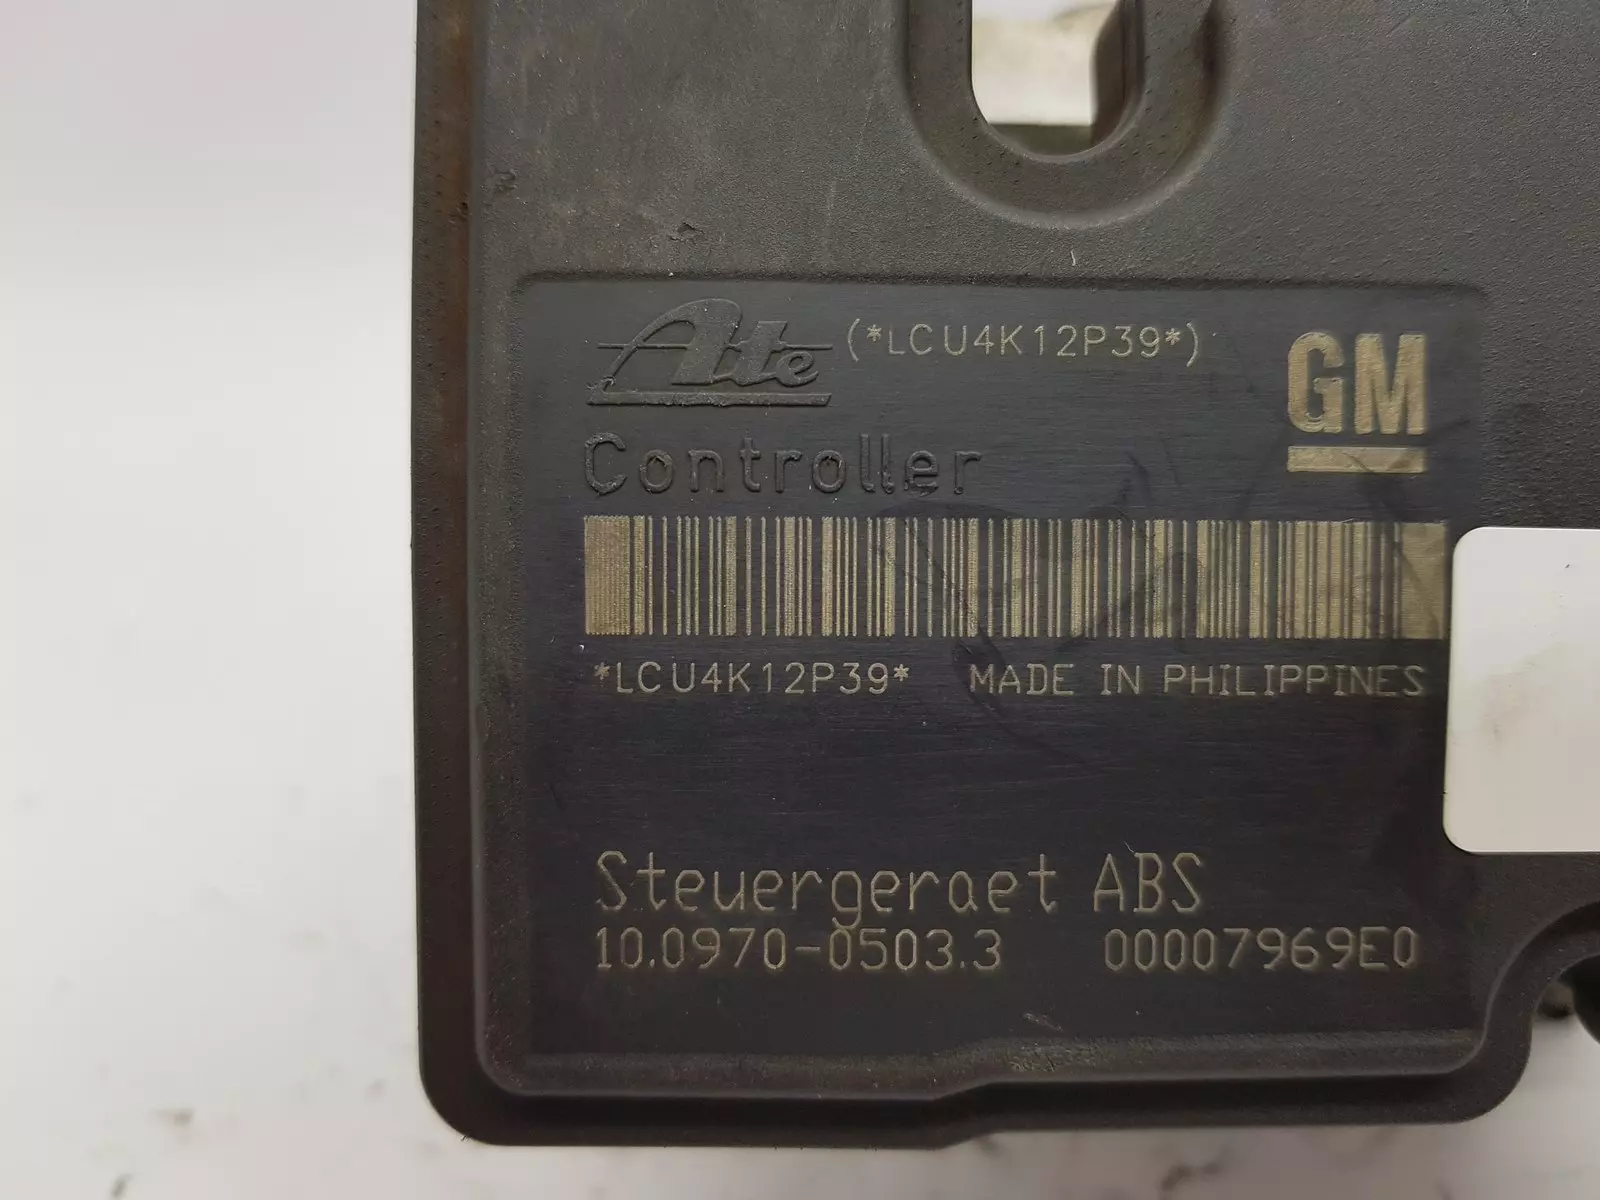 Ate (*LCU4K12P39*) GM
Controller
*LCU4K12P39* MADE IN PHILIPPINES
Steuergeraet ABS
10.0970-0503.3 00007969E0